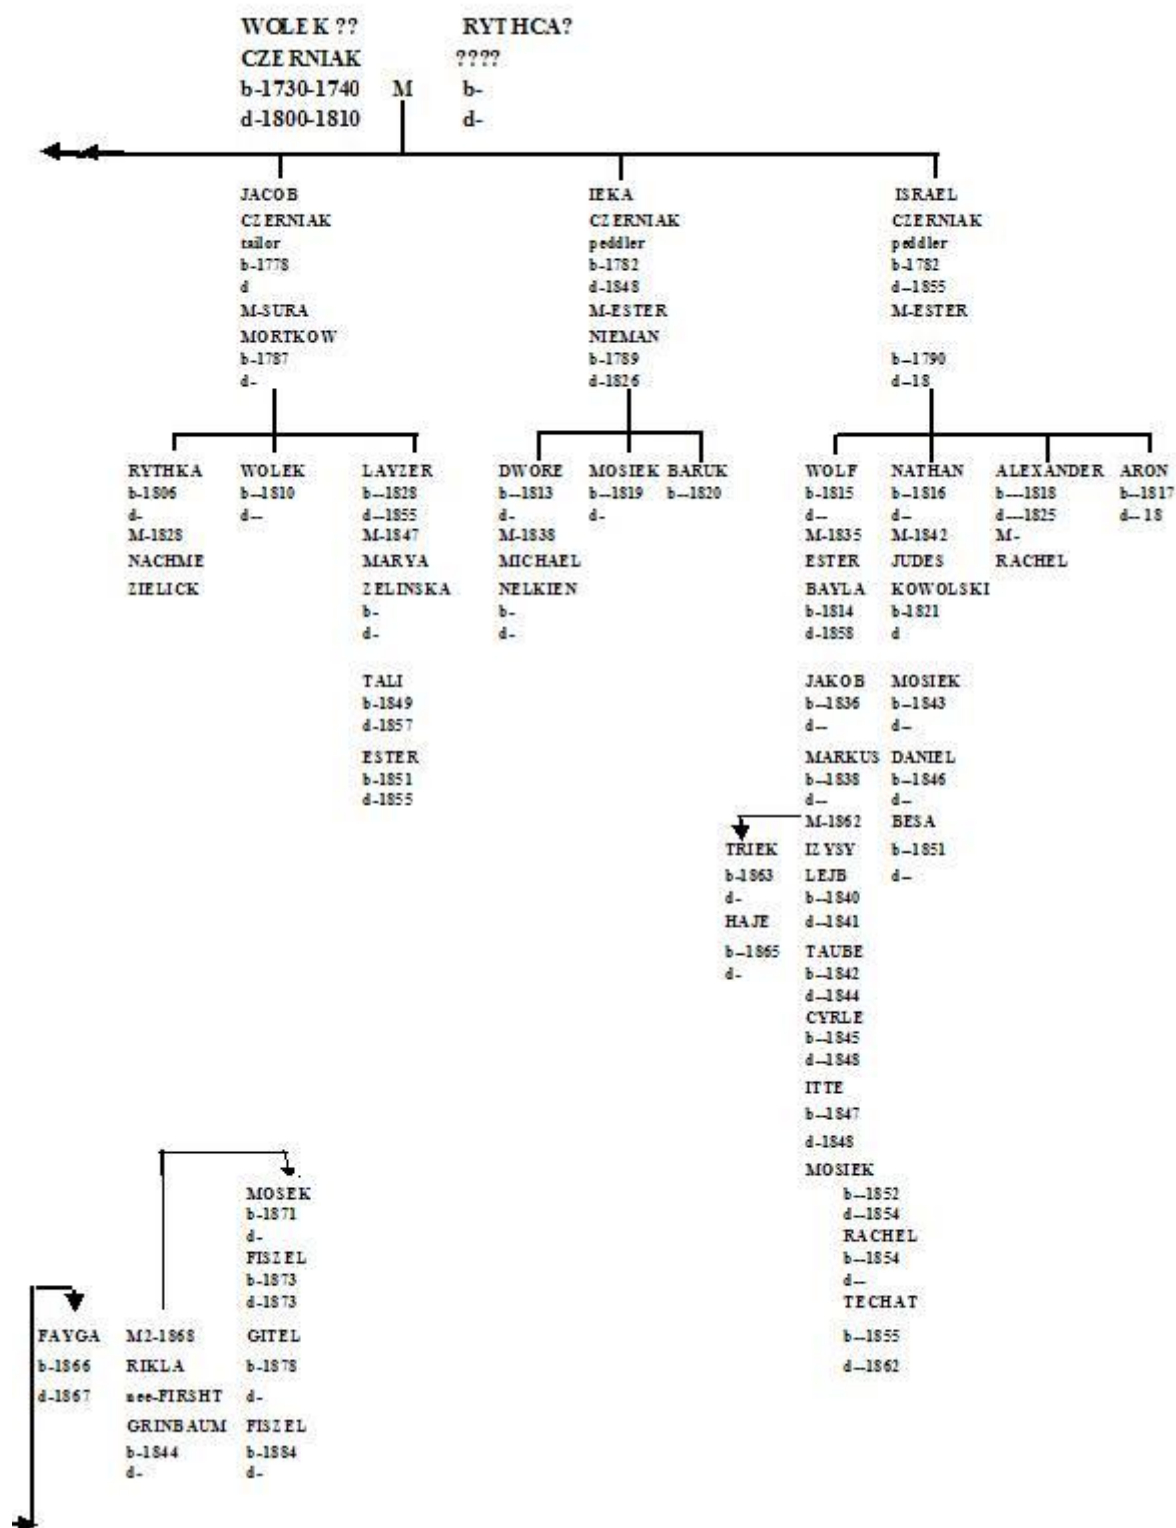 WOLEK ??
CZERNIAK
b-1730-1740
d-1800-1810
M
RYTHCA?
????
b-
d-
JACOB
CZERNIAK
tailor
b-1778
d
M-SURA
MORTKOW
b-1787
d-
IEKA
CZERNIAK
peddler
b-1782
d-1848
M-ESTER
NIEMAN
b-1789
d-1826
ISRAEL
CZERNIAK
peddler
b-1782
d--1855
M-ESTER
b--1790
d--18
RYTHKA
b-1806
d-
M-1828
NACHME
ZIELICK
WOLEK
b--1810
d--
LAYZER
b--1828
d--1855
M-1847
MARYA
ZELINSKA
b-
d-
TALI
b-1849
d-1857
ESTER
b-1851
d-1855
DWORE
b--1813
d-
M-1838
MICHAEL
NELKIEN
b-
d-
MOSIEK
b--1819
d-
BARUK
b--1820
WOLF
b-1815
d--
M-1835
ESTER
BAYLA
b-1814
d-1858
JAKOB
b--1836
d--
MARKUS
b--1838
d--
M-1862
IZYSY
LEJB
b--1840
d--1841
TAUBE
b--1842
d--1844
CYRLE
b--1845
d--1848
ITTE
b--1847
d-1848
MOSIEK
b--1852
d--1854
RACHEL
b--1854
d--
TECHAT
b--1855
d--1862
TRIEK
b-1863
d-
HAJE
b--1865
d-
NATHAN
b--1816
d--
M-1842
JUDES
KOWOLSKI
b-1821
d
MOSIEK
b--1843
d--
DANIEL
b--1846
d--
BESA
b--1851
d--
ALEXANDER
b---1818
d---1825
M-
RACHEL
ARON
b--1817
d-- 18
FAYGA
b-1866
d-1867
M2-1868
RIKLA
nee-FIRSHT
GRINBAUM
b-1844
d-
MOSEK
b-1871
d-
FISZEL
b-1873
d-1873
GITEL
b-1878
d-
FISZEL
b-1884
d-